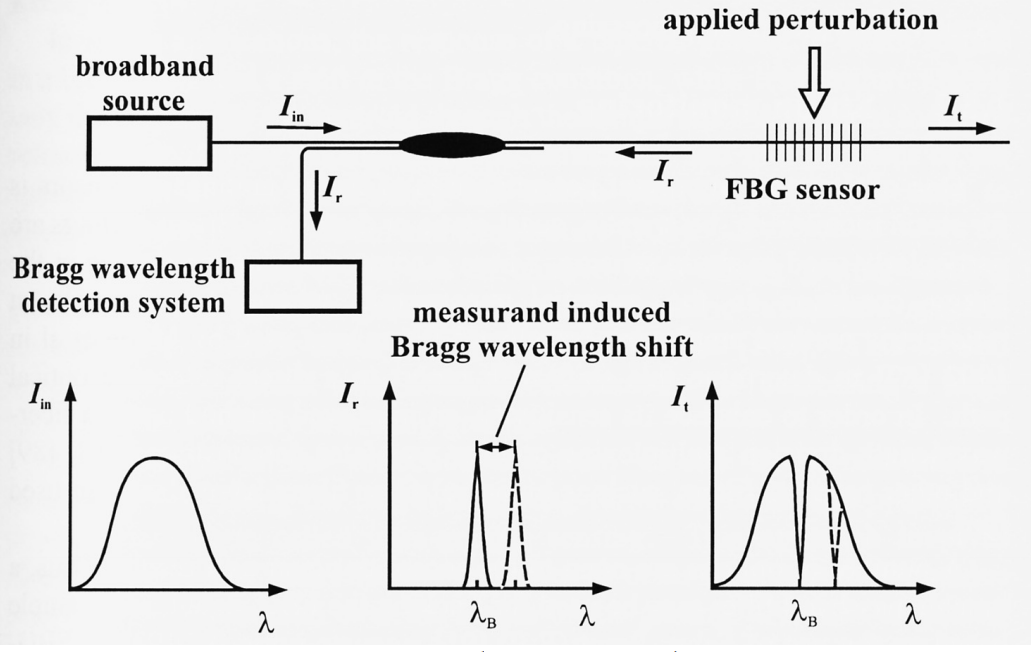 applied perturbation
broadband
source
I_in
I_t
I_r
I_r
FBG sensor
Bragg wavelength
detection system
measurand induced
Bragg wavelength shift
I_in
I_r
I_t
λ_B
λ_B
λ
λ
λ